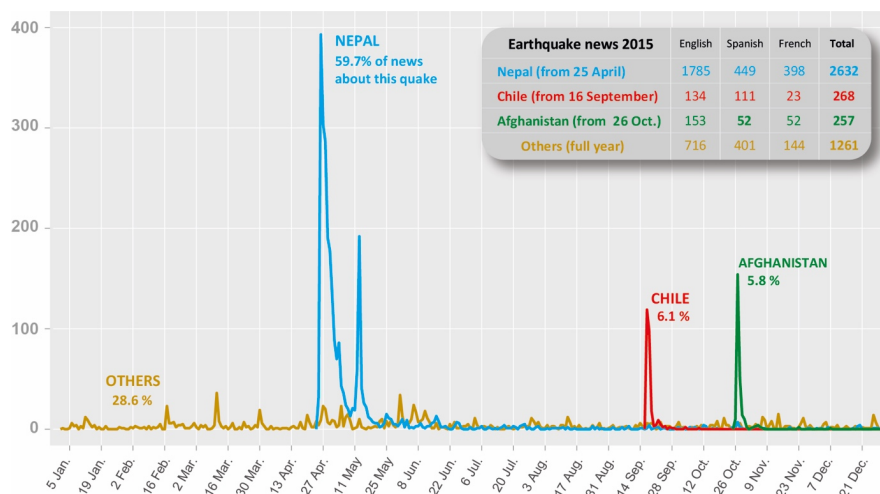 400
300
200
100
0
NEPAL
59.7% of news
about this quake
Earthquake news 2015 English Spanish French Total
Nepal (from 25 April) 1785 449 398 2632
Chile (from 16 September) 134 111 23 268
Afghanistan (from 26 Oct.) 153 52 52 257
Others (full year) 716 401 144 1261
AFGHANISTAN
5.8 %
CHILE
6.1 %
OTHERS
28.6 %
5 Jan. 19 Jan. 2 Feb. 16 Feb. 2 Mar. 16 Mar. 30 Mar. 13 Apr. 27 Apr. 11 May 25 May 8 Jun. 22 Jun. 6 Jul. 20 Jul. 3 Aug. 17 Aug. 31 Aug. 14 Sep. 28 Sep. 12 Oct. 26 Oct. 9 Nov. 23 Nov. 7 Dec. 21 Dec.